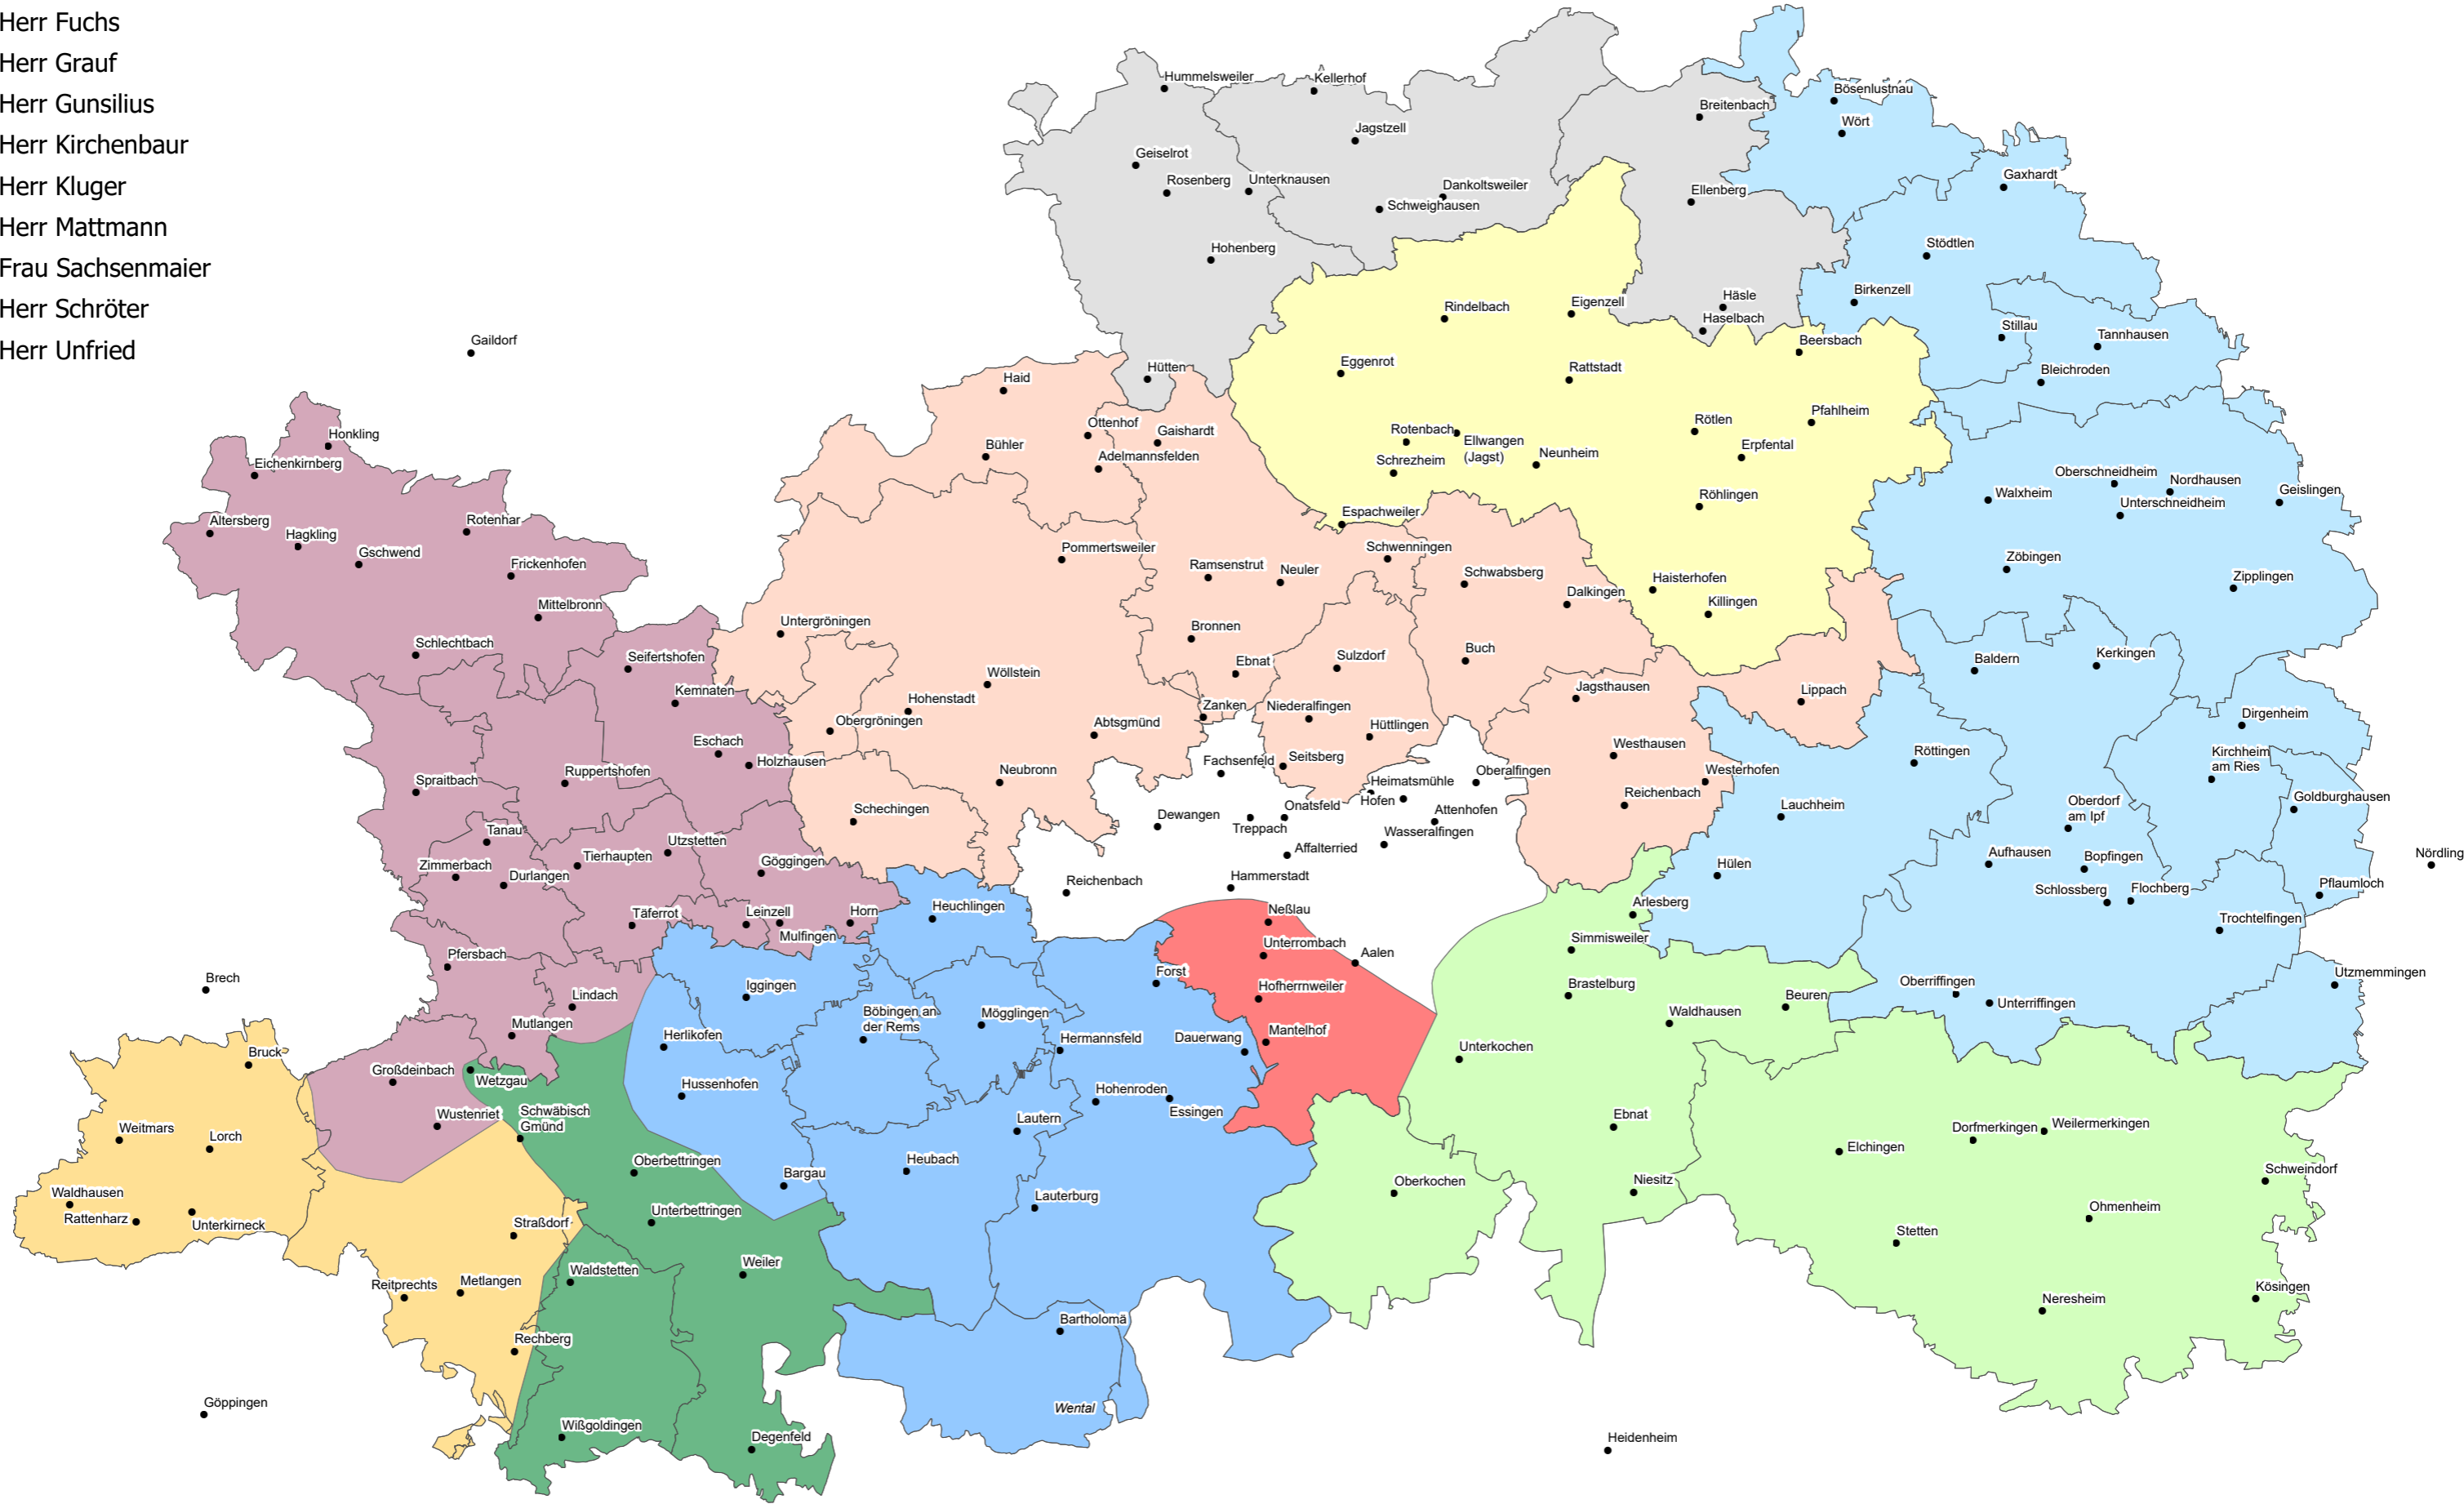 Herr Fuchs
Herr Grauf
Herr Gunsilius
Herr Kirchenbaur
Herr Kluger
Herr Mattmann
Frau Sachsenmaier
Herr Schröter
Herr Unfried
Hummelsweiler
Kellerhof
Bösenlustnau
Breitenbach
Wört
Jagstzell
Geiselrot
Rosenberg
Unterknausen
Dankoltsweiler
Schweighausen
Ellenberg
Gaxhardt
Hohenberg
Stödtlen
Birkenzell
Häsle
Haselbach
Rindelbach
Eigenzell
Stillau
Tannhausen
Beersbach
Gaildorf
Eggenrot
Rattstadt
Bleichroden
Hütten
Haid
Ottenhof
Gaishardt
Pfahlheim
Rötlen
Rotenbach
Ellwangen
(Jagst)
Honkling
Bühler
Adelmannsfelden
Schrezheim
Neunheim
Erpfental
Eichenkirnberg
Oberschneidheim
Nordhausen
Geislingen
Walxheim
Unterschneidheim
Röhlingen
Altersberg
Rotenhar
Hagkling
Gschwend
Espachweiler
Pommertsweiler
Schwenningen
Frickenhofen
Ramsenstrut
Neuler
Schwabsberg
Haisterhofen
Zöbingen
Zipplingen
Dalkingen
Mittelbronn
Killingen
Untergröningen
Bronnen
Schlechtbach
Seifertshofen
Ebnat
Sulzdorf
Buch
Baldern
Kerkingen
Kemnaten
Wöllstein
Jagsthausen
Lippach
Hohenstadt
Zanken
Niederalfingen
Dirgenheim
Obergröningen
Abtsgmünd
Hüttlingen
Eschach
Holzhausen
Westhausen
Röttingen
Kirchheim
am Ries
Fachsenfeld
Seitsberg
Ruppertshofen
Spraitbach
Neubronn
Heimatsmühle
Hofen
Oberalfingen
Westerhofen
Reichenbach
Goldburghausen
Schechingen
Dewangen
Onatsfeld
Treppach
Attenhofen
Wasseralfingen
Lauchheim
Oberdorf
am Ipf
Tanau
Utzstetten
Tierhaupten
Göggingen
Affalterried
Aufhausen
Bopfingen
Nördling
Zimmerbach
Durlangen
Hülen
Reichenbach
Hammerstadt
Schlossberg
Flochberg
Pflaumloch
Täferrot
Leinzell
Mulfingen
Horn
Heuchlingen
Neßlau
Arlesberg
Trochtelfingen
Pfersbach
Unterrombach
Aalen
Simmisweiler
Forst
Brech
Iggingen
Hofherrnweiler
Brastelburg
Oberriffingen
Unterriffingen
Utzmemmingen
Lindach
Böbingen an
der Rems
Mögglingen
Beuren
Waldhausen
Mutlangen
Herlikofen
Hermannsfeld
Dauerwang
Mantelhof
Unterkochen
Bruck
Großdeinbach
Wetzgau
Hussenhofen
Hohenroden
Essingen
Wustenriet
Schwäbisch
Gmünd
Lautern
Ebnat
Weitmars
Lorch
Dorfmerkingen
Weilermerkingen
Elchingen
Oberbettringen
Bargau
Heubach
Schweindorf
Waldhausen
Rattenharz
Unterkirneck
Lauterburg
Oberkochen
Niesitz
Unterbettringen
Straßdorf
Ohmenheim
Stetten
Weiler
Waldstetten
Reitprechts
Metlangen
Kösingen
Neresheim
Bartholomä
Rechberg
Göppingen
Wental
Wißgoldingen
Degenfeld
Heidenheim